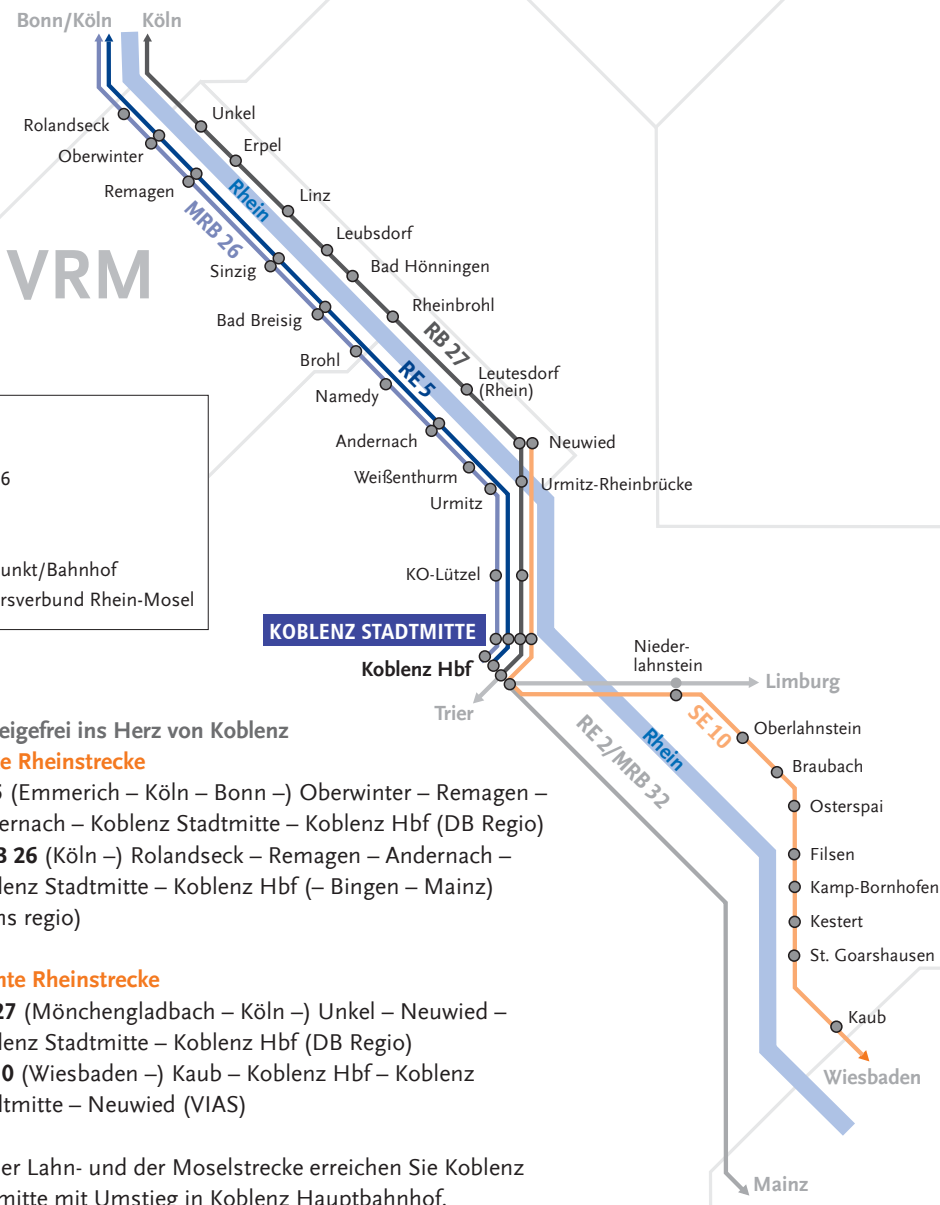 Bonn/Köln
Köln
Rolandseck
Oberwinter
Remagen
Unkel
Erpel
Linz
Leubsdorf
Bad Hönningen
Rheinbrohl
Leutesdorf
(Rhein)
Rhein
MRB 26
VRM
Sinzig
Bad Breisig
Brohl
Namedy
Andernach
Weißenthurm
Urmitz
RE 5
RB 27
Neuwied
Urmitz-Rheinbrücke
KO-Lützel
KOBLENZ STADTMITTE
Koblenz Hbf
Trier
Nieder-
lahnstein
Limburg
SE 10
RE 2/MRB 32
Rhein
Oberlahnstein
Braubach
Osterspai
Filsen
Kamp-Bornhofen
Kestert
St. Goarshausen
Kaub
Wiesbaden
Mainz
6
unkt/Bahnhof
rsverbund Rhein-Mosel
eigefrei ins Herz von Koblenz
e Rheinstrecke
5 (Emmerich – Köln – Bonn –) Oberwinter – Remagen –
ernach – Koblenz Stadtmitte – Koblenz Hbf (DB Regio)
B 26 (Köln –) Rolandseck – Remagen – Andernach –
lenz Stadtmitte – Koblenz Hbf (– Bingen – Mainz)
ns regio)
hte Rheinstrecke
27 (Mönchengladbach – Köln –) Unkel – Neuwied –
lenz Stadtmitte – Koblenz Hbf (DB Regio)
0 (Wiesbaden –) Kaub – Koblenz Hbf – Koblenz
dtmitte – Neuwied (VIAS)
er Lahn- und der Moselstrecke erreichen Sie Koblenz
mitte mit Umstieg in Koblenz Hauptbahnhof.